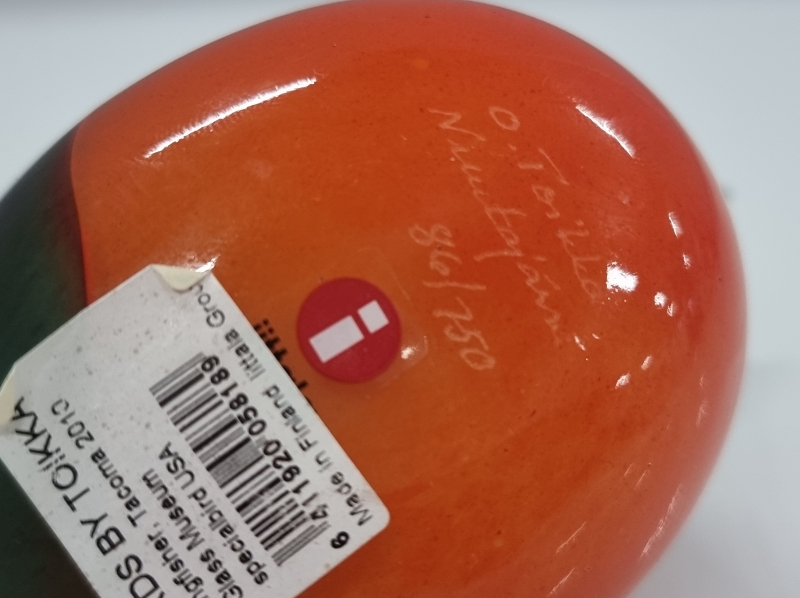 O. Toikka
Nuutajärvi
86/750
i
RDS BY TOIKKA
ngfisher, Tacoma 2010
Glass Museum
specialbird USA
6 411920 058189
Made in Finland Iittala Grou